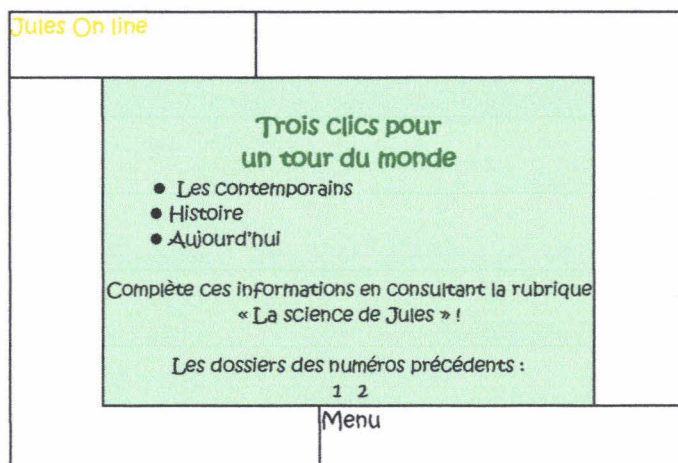 Jules On line
Trois clics pour
un tour du monde
● Les contemporains
● Histoire
● Aujourd'hui
Complète ces informations en consultant la rubrique
« La science de Jules » !
Les dossiers des numéros précédents :
1 2
Menu